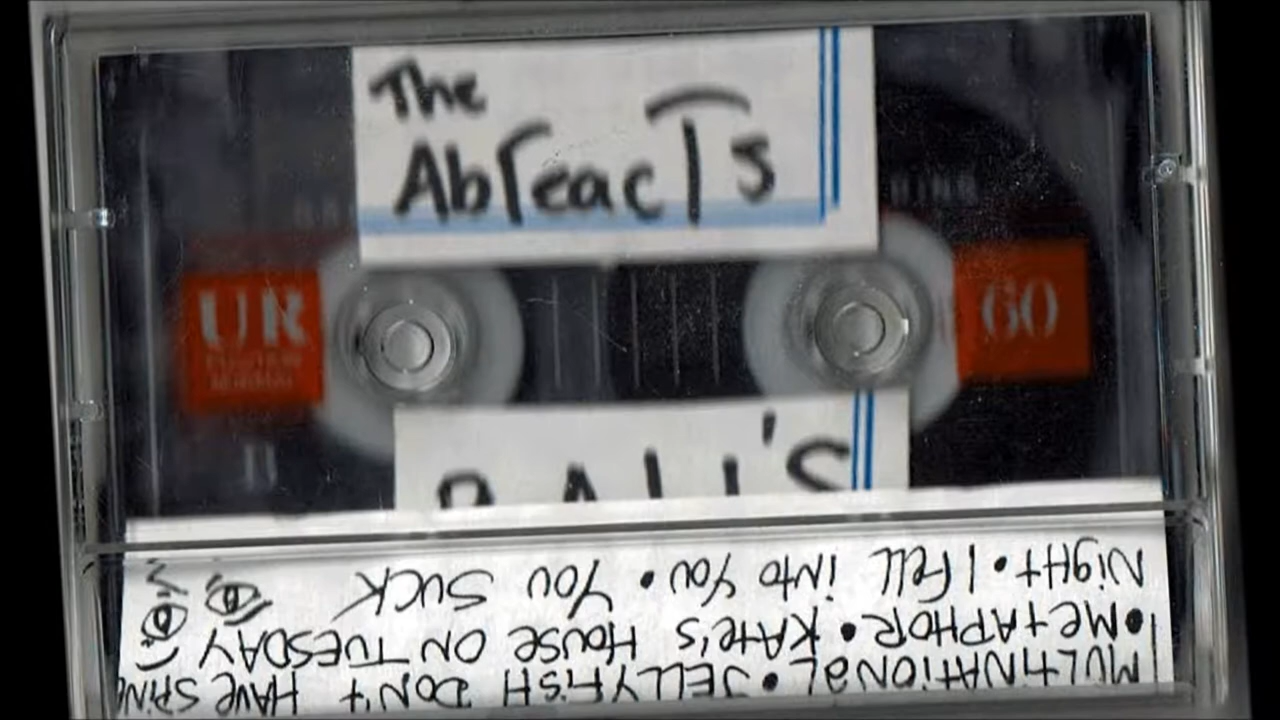 The
AbreacTs
UR
60
MULTiNATiONAL • JELLYFiSH DON'T HAVE
• METAPHOR • KATE'S HOUSE ON TUESDAY
NigHt • I fELL iNtO YOU • YOU SUCK